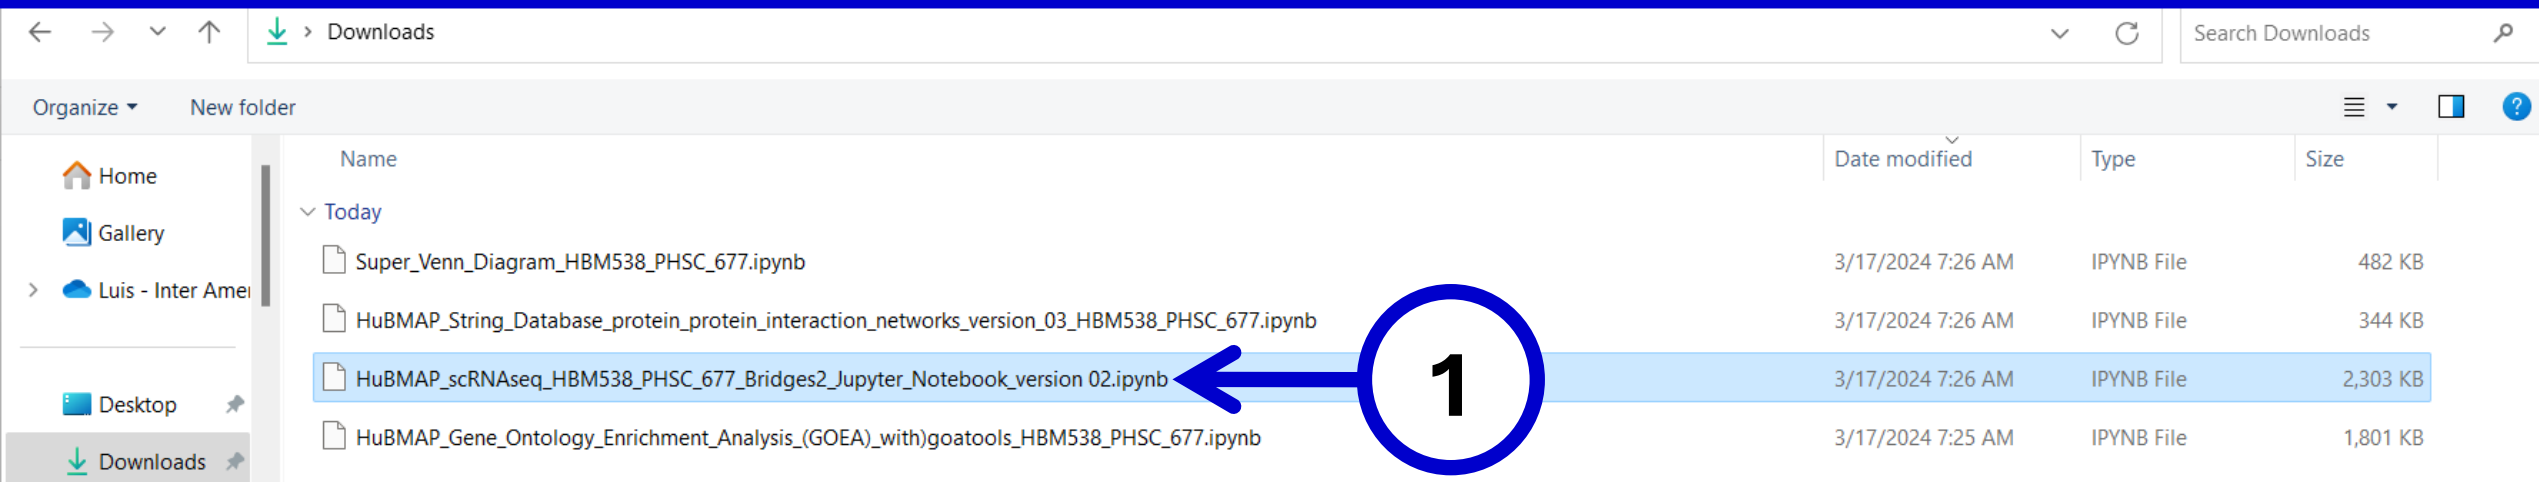 Downloads
Search Downloads
Organize
New folder
Name
Date modified
Type
Size
Home
Gallery
Luis - Inter Amer
Desktop
Downloads
Today
Super_Venn_Diagram_HBM538_PHSC_677.ipynb 3/17/2024 7:26 AM IPYNB File 482 KB
HuBMAP_String_Database_protein_protein_interaction_networks_version_03_HBM538_PHSC_677.ipynb 3/17/2024 7:26 AM IPYNB File 344 KB
HuBMAP_scRNAseq_HBM538_PHSC_677_Bridges2_Jupyter_Notebook_version 02.ipynb 3/17/2024 7:26 AM IPYNB File 2,303 KB
1
HuBMAP_Gene_Ontology_Enrichment_Analysis_(GOEA)_with)goatools_HBM538_PHSC_677.ipynb 3/17/2024 7:25 AM IPYNB File 1,801 KB